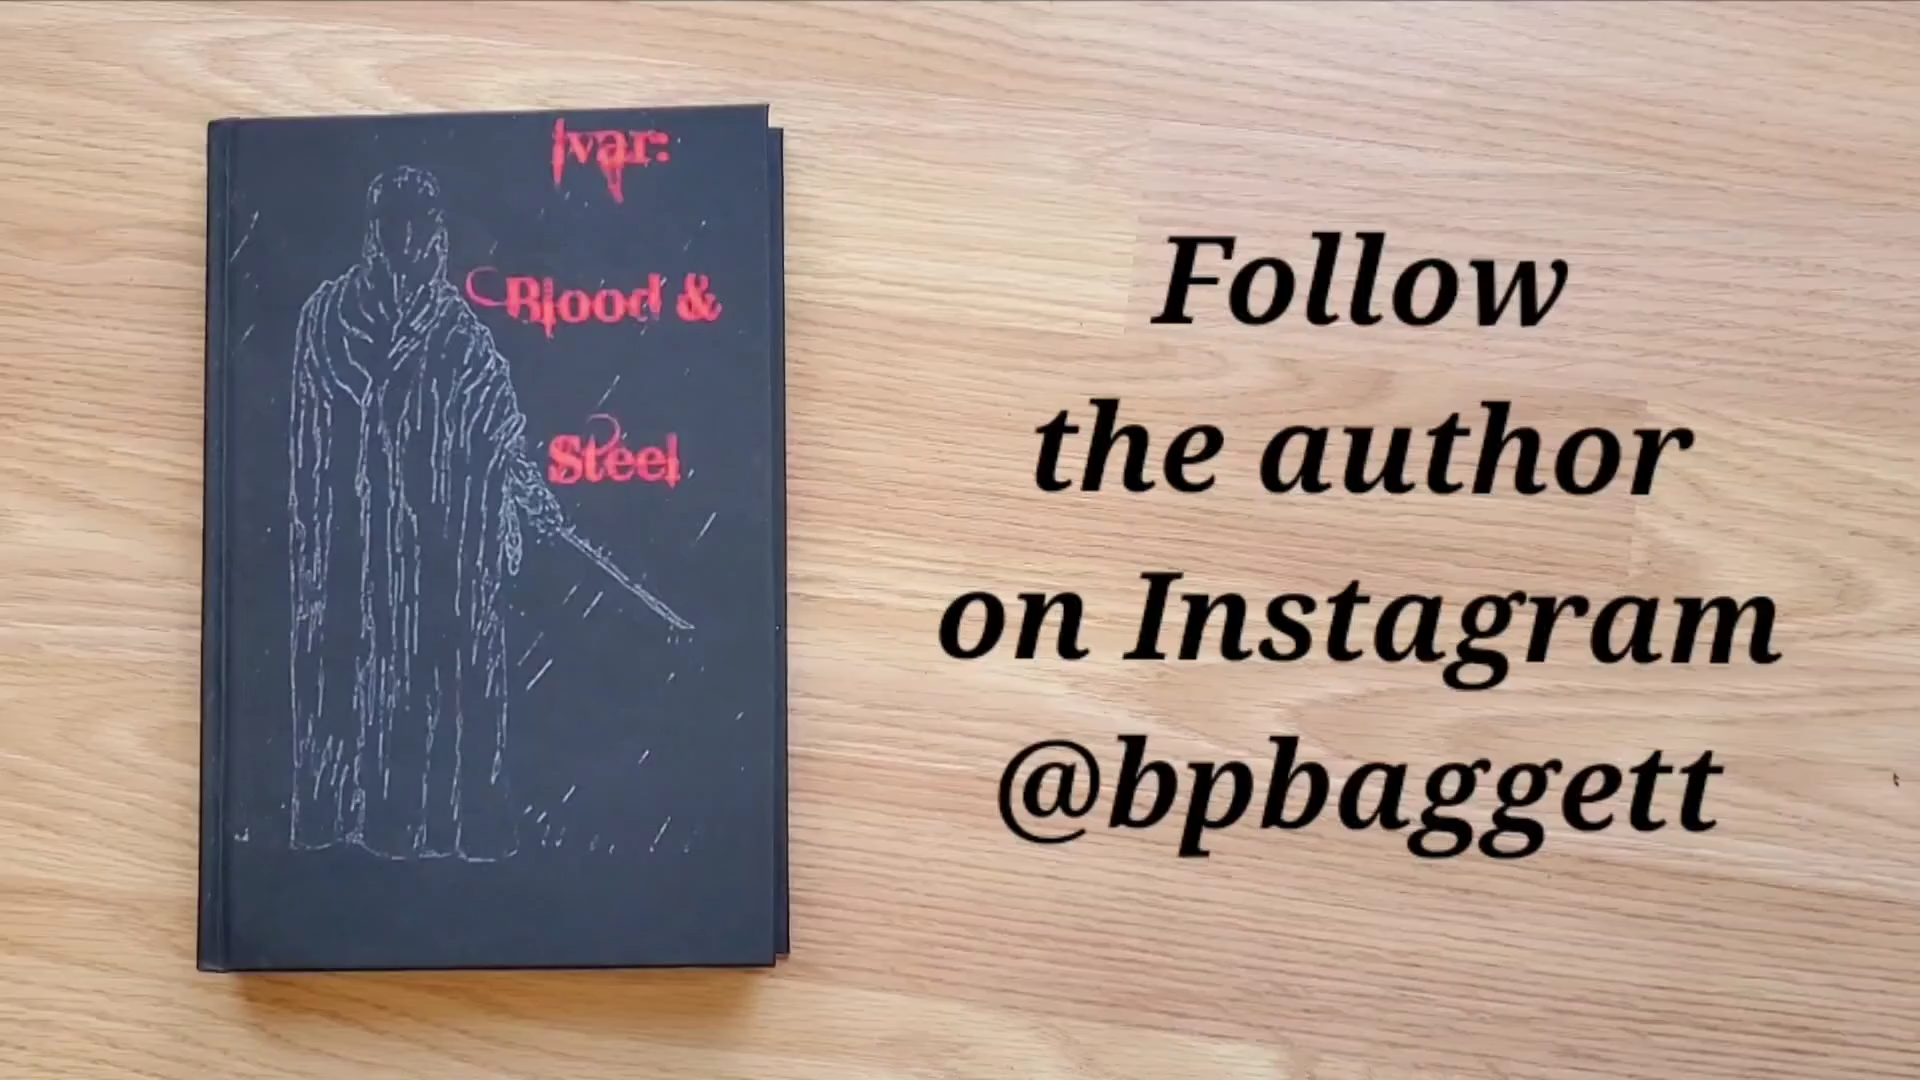 Ivar:
Blood &
Steel
Follow
the author
on Instagram
@bpbaggett